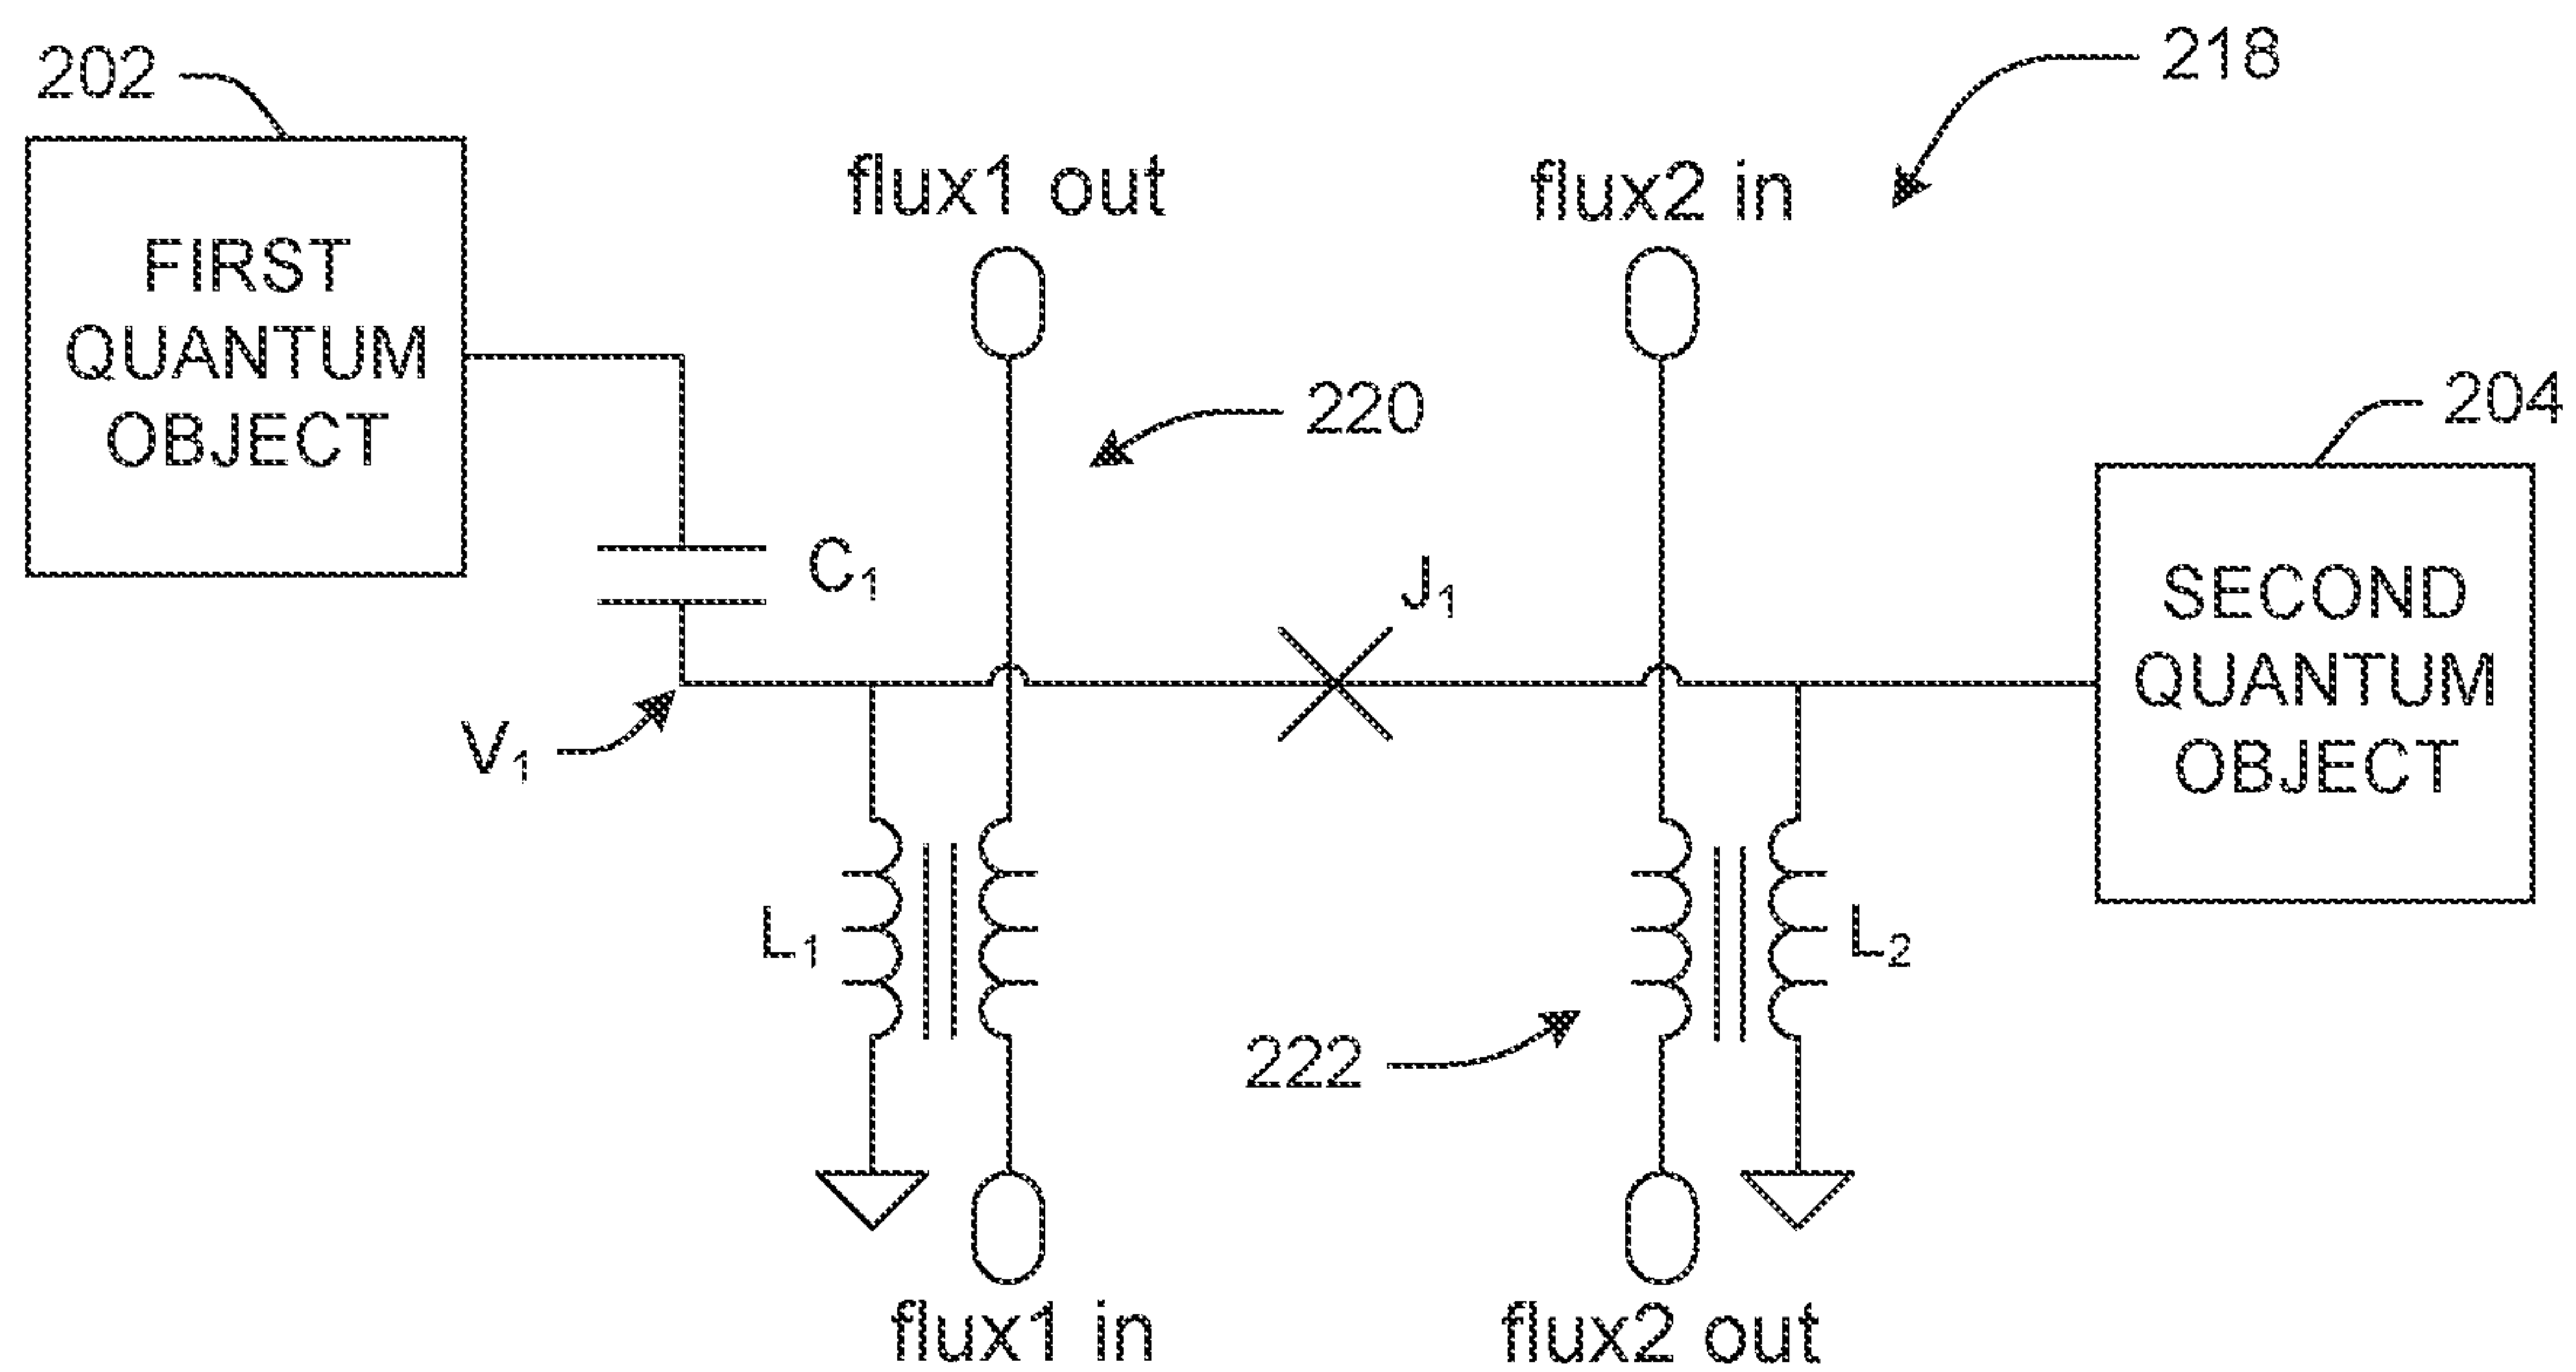 202
218
flux1 out
flux2 in
FIRST
QUANTUM
OBJECT
220
204
C₁
J₁
SECOND
QUANTUM
OBJECT
V₁
L₁
L₂
222
flux1 in
flux2 out